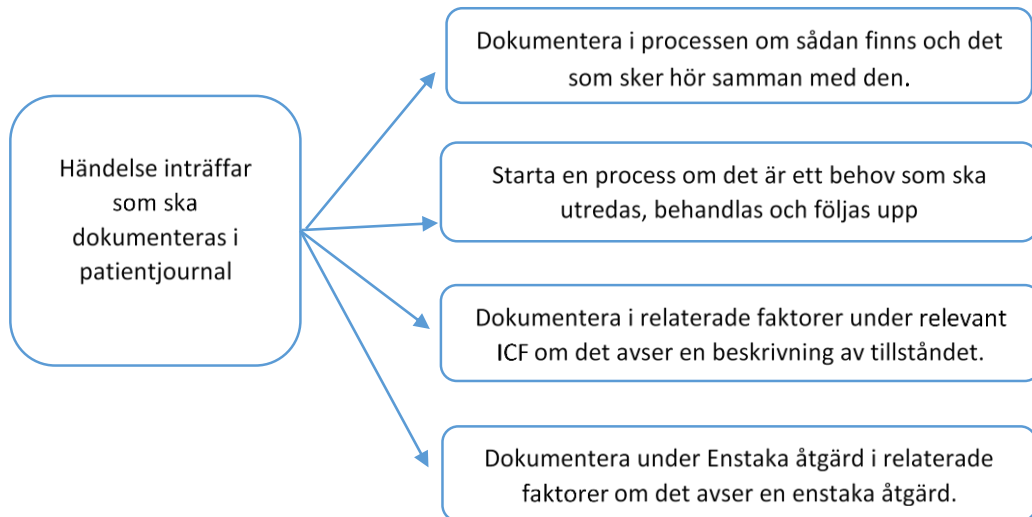 Händelse inträffar
som ska
dokumenteras i
patientjournal
Dokumentera i processen om sådan finns och det
som sker hör samman med den.
Starta en process om det är ett behov som ska
utredas, behandlas och följas upp
Dokumentera i relaterade faktorer under relevant
ICF om det avser en beskrivning av tillståndet.
Dokumentera under Enstaka åtgärd i relaterade
faktorer om det avser en enstaka åtgärd.